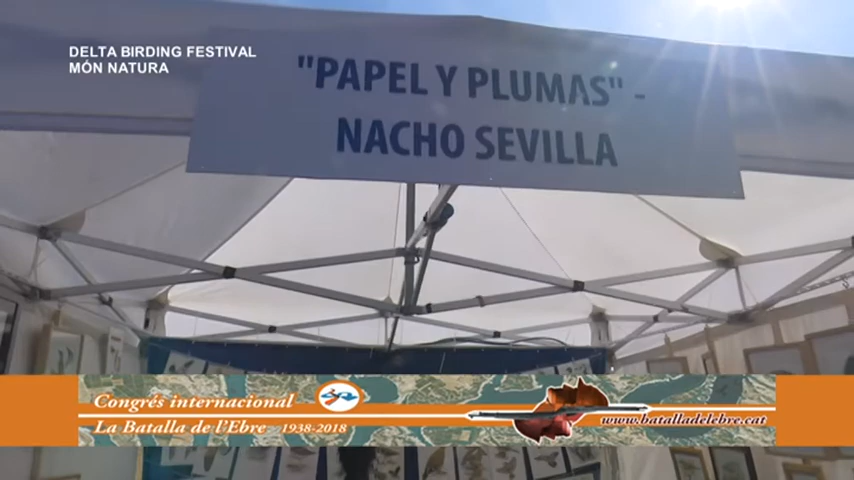 DELTA BIRDING FESTIVAL
MÓN NATURA
"PAPEL Y PLUMAS" -
NACHO SEVILLA
Congrés internacional
La Batalla de l'Ebre - 1938-2018
www.batalladelebre.cat